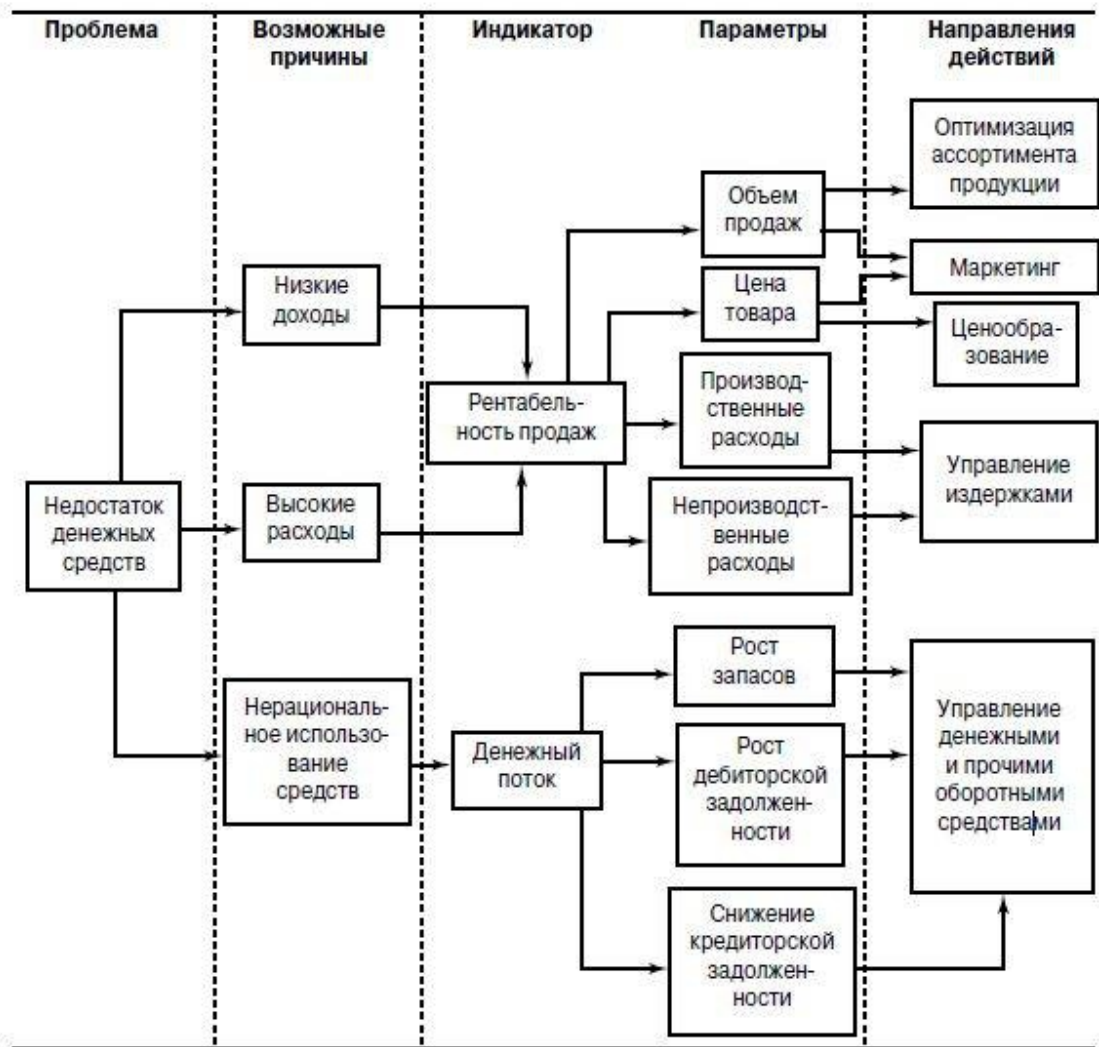 Проблема
Возможные
причины
Индикатор
Параметры
Направления
действий
Оптимизация
ассортимента
продукции
Объем
продаж
Маркетинг
Низкие
доходы
Цена
товара
Ценообра-
зование
Рентабель-
ность продаж
Производ-
ственные
расходы
Управление
издержками
Недостаток
денежных
средств
Высокие
расходы
Непроизводст-
венные
расходы
Рост
запасов
Нерациональ-
ное использо-
вание
средств
Денежный
поток
Рост
дебиторской
задолжен-
ности
Управление
денежными
и прочими
оборотными
средствами
Снижение
кредиторской
задолжен-
ности